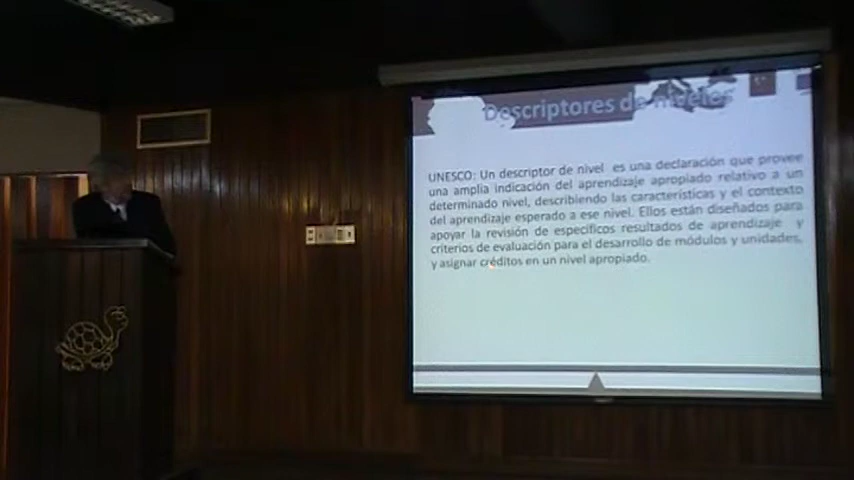 Descriptores de niveles
UNESCO: Un descriptor de nivel es una declaración que provee
una amplia indicación del aprendizaje apropiado relativo a un
determinado nivel, describiendo las características y el contexto
del aprendizaje esperado a ese nivel. Ellos están diseñados para
apoyar la revisión de específicos resultados de aprendizaje y
criterios de evaluación para el desarrollo de módulos y unidades,
y asignar créditos en un nivel apropiado.